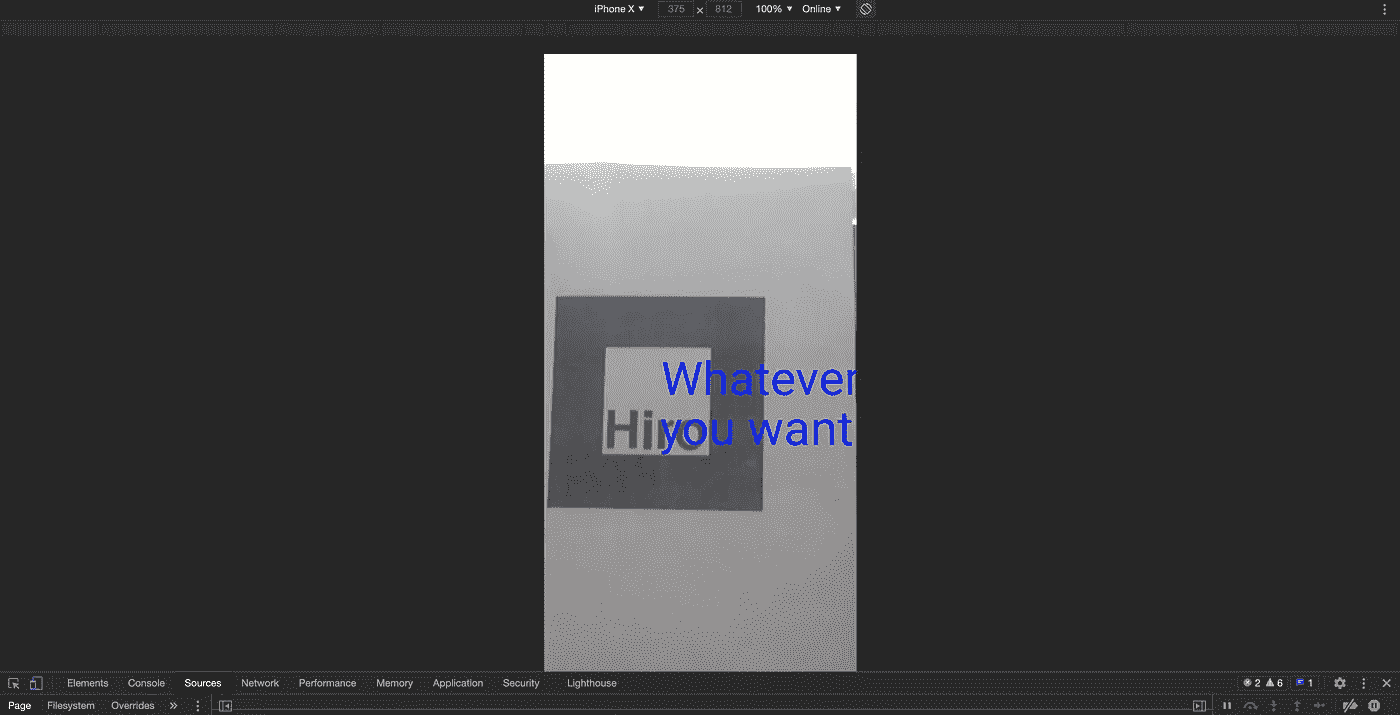 iPhone X ▼ 375 × 812 100% ▼ Online ▼
Whatever
you want
Hiro
Elements Console Sources Network Performance Memory Application Security Lighthouse 2 6 1
Page Filesystem Overrides »